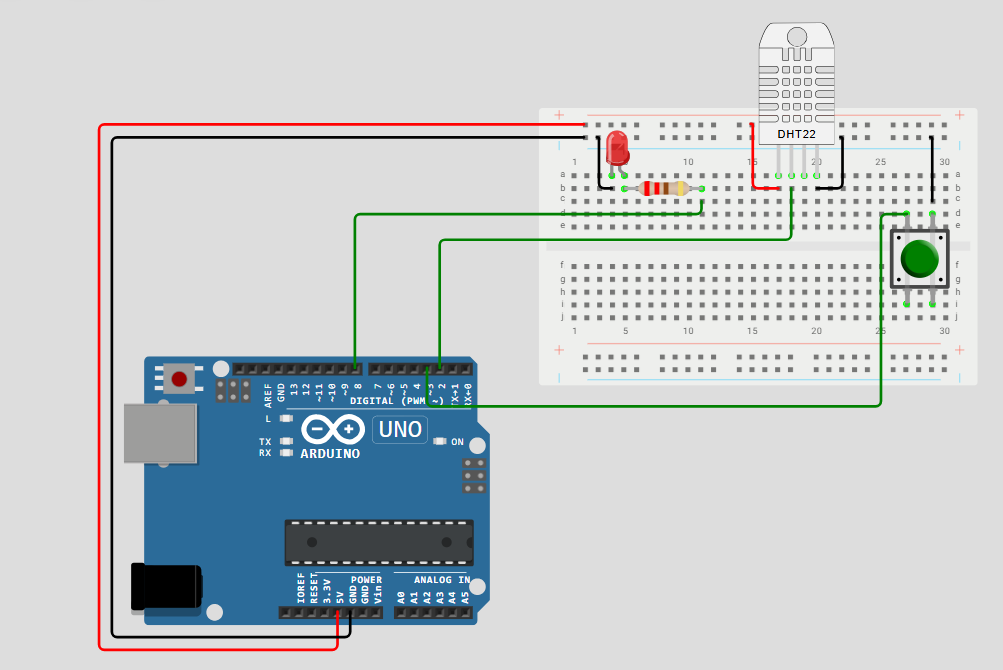 DHT22
+ +
1 5 10 15 20 25 30
a a
b b
c c
d d
e e
f f
g g
h h
i i
j j
1 5 10 15 20 25 30
+ +
AREF
GND
13
12
~11
~10
~9
8
7
~6
~5
4
~3
2
TX→1
RX←0
DIGITAL (PWM ~)
L
UNO
TX
RX
ON
ARDUINO
IOREF
RESET
3.3V
5V
GND
GND
Vin
POWER
ANALOG IN
A0
A1
A2
A3
A4
A5